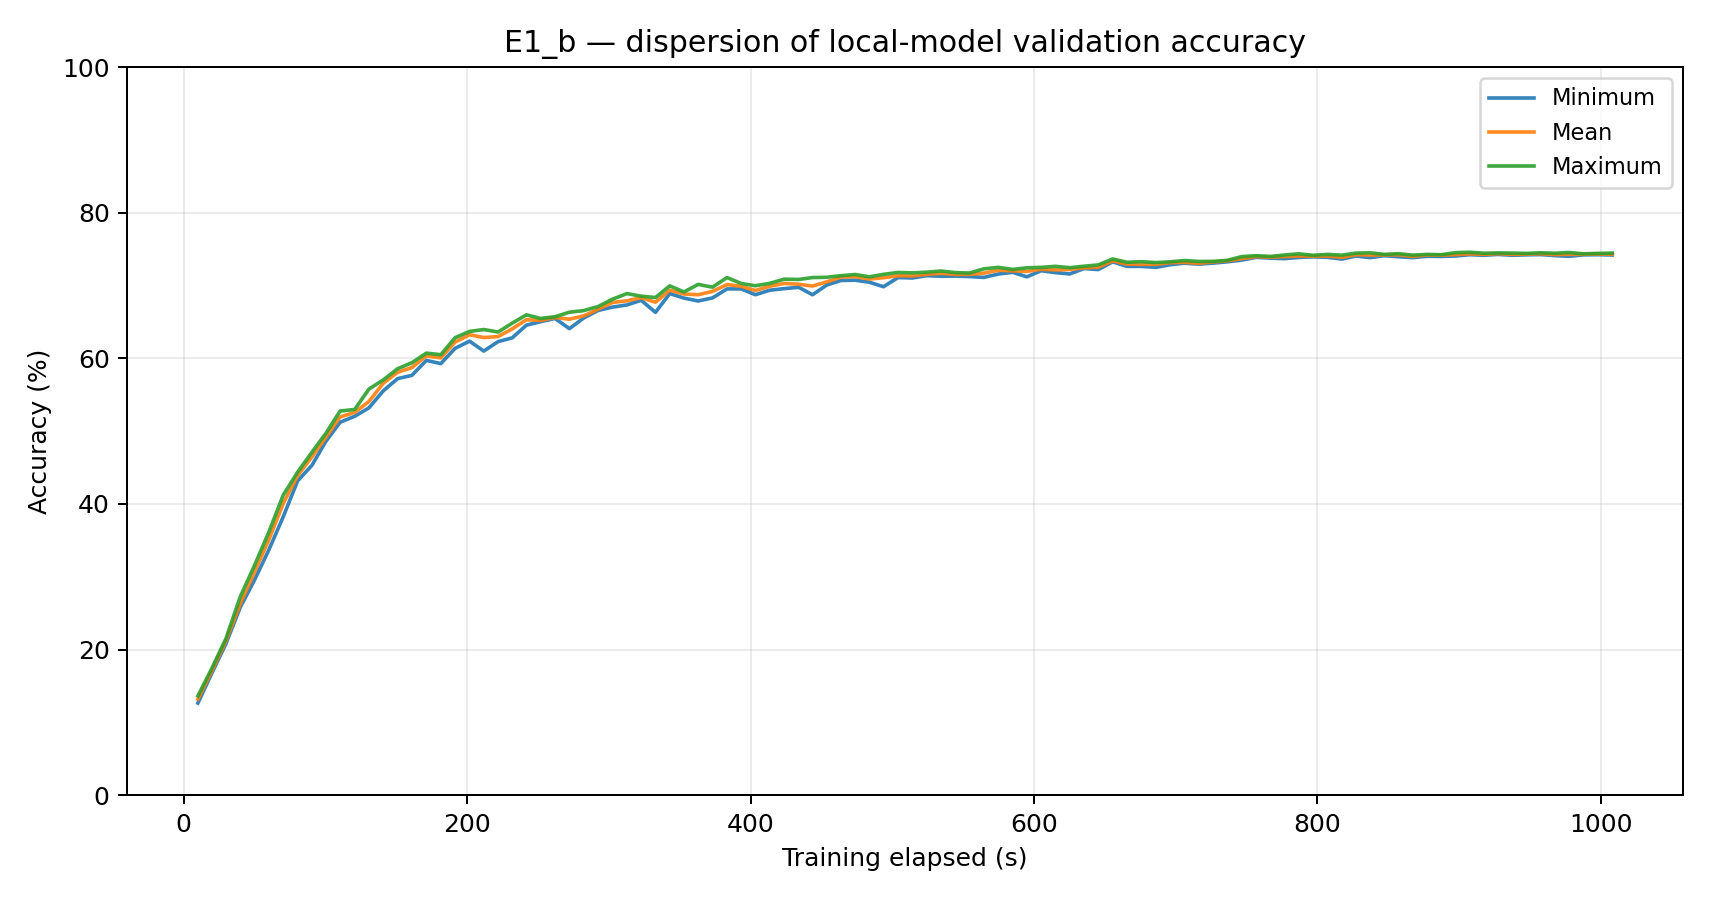 E1_b — dispersion of local-model validation accuracy
100
80
60
40
20
0
Accuracy (%)
Minimum
Mean
Maximum
0 200 400 600 800 1000
Training elapsed (s)